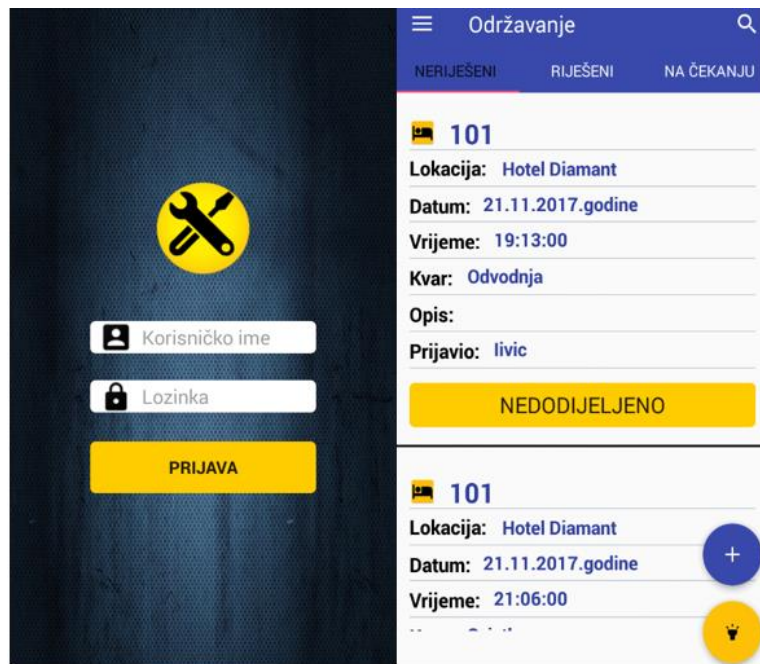 Korisničko ime
Lozinka
PRIJAVA
Održavanje
NERIJEŠENI RIJEŠENI NA ČEKANJU
101
Lokacija: Hotel Diamant
Datum: 21.11.2017.godine
Vrijeme: 19:13:00
Kvar: Odvodnja
Opis:
Prijavio: Iivic
NEDODIJELJENO
101
Lokacija: Hotel Diamant
Datum: 21.11.2017.godine
Vrijeme: 21:06:00